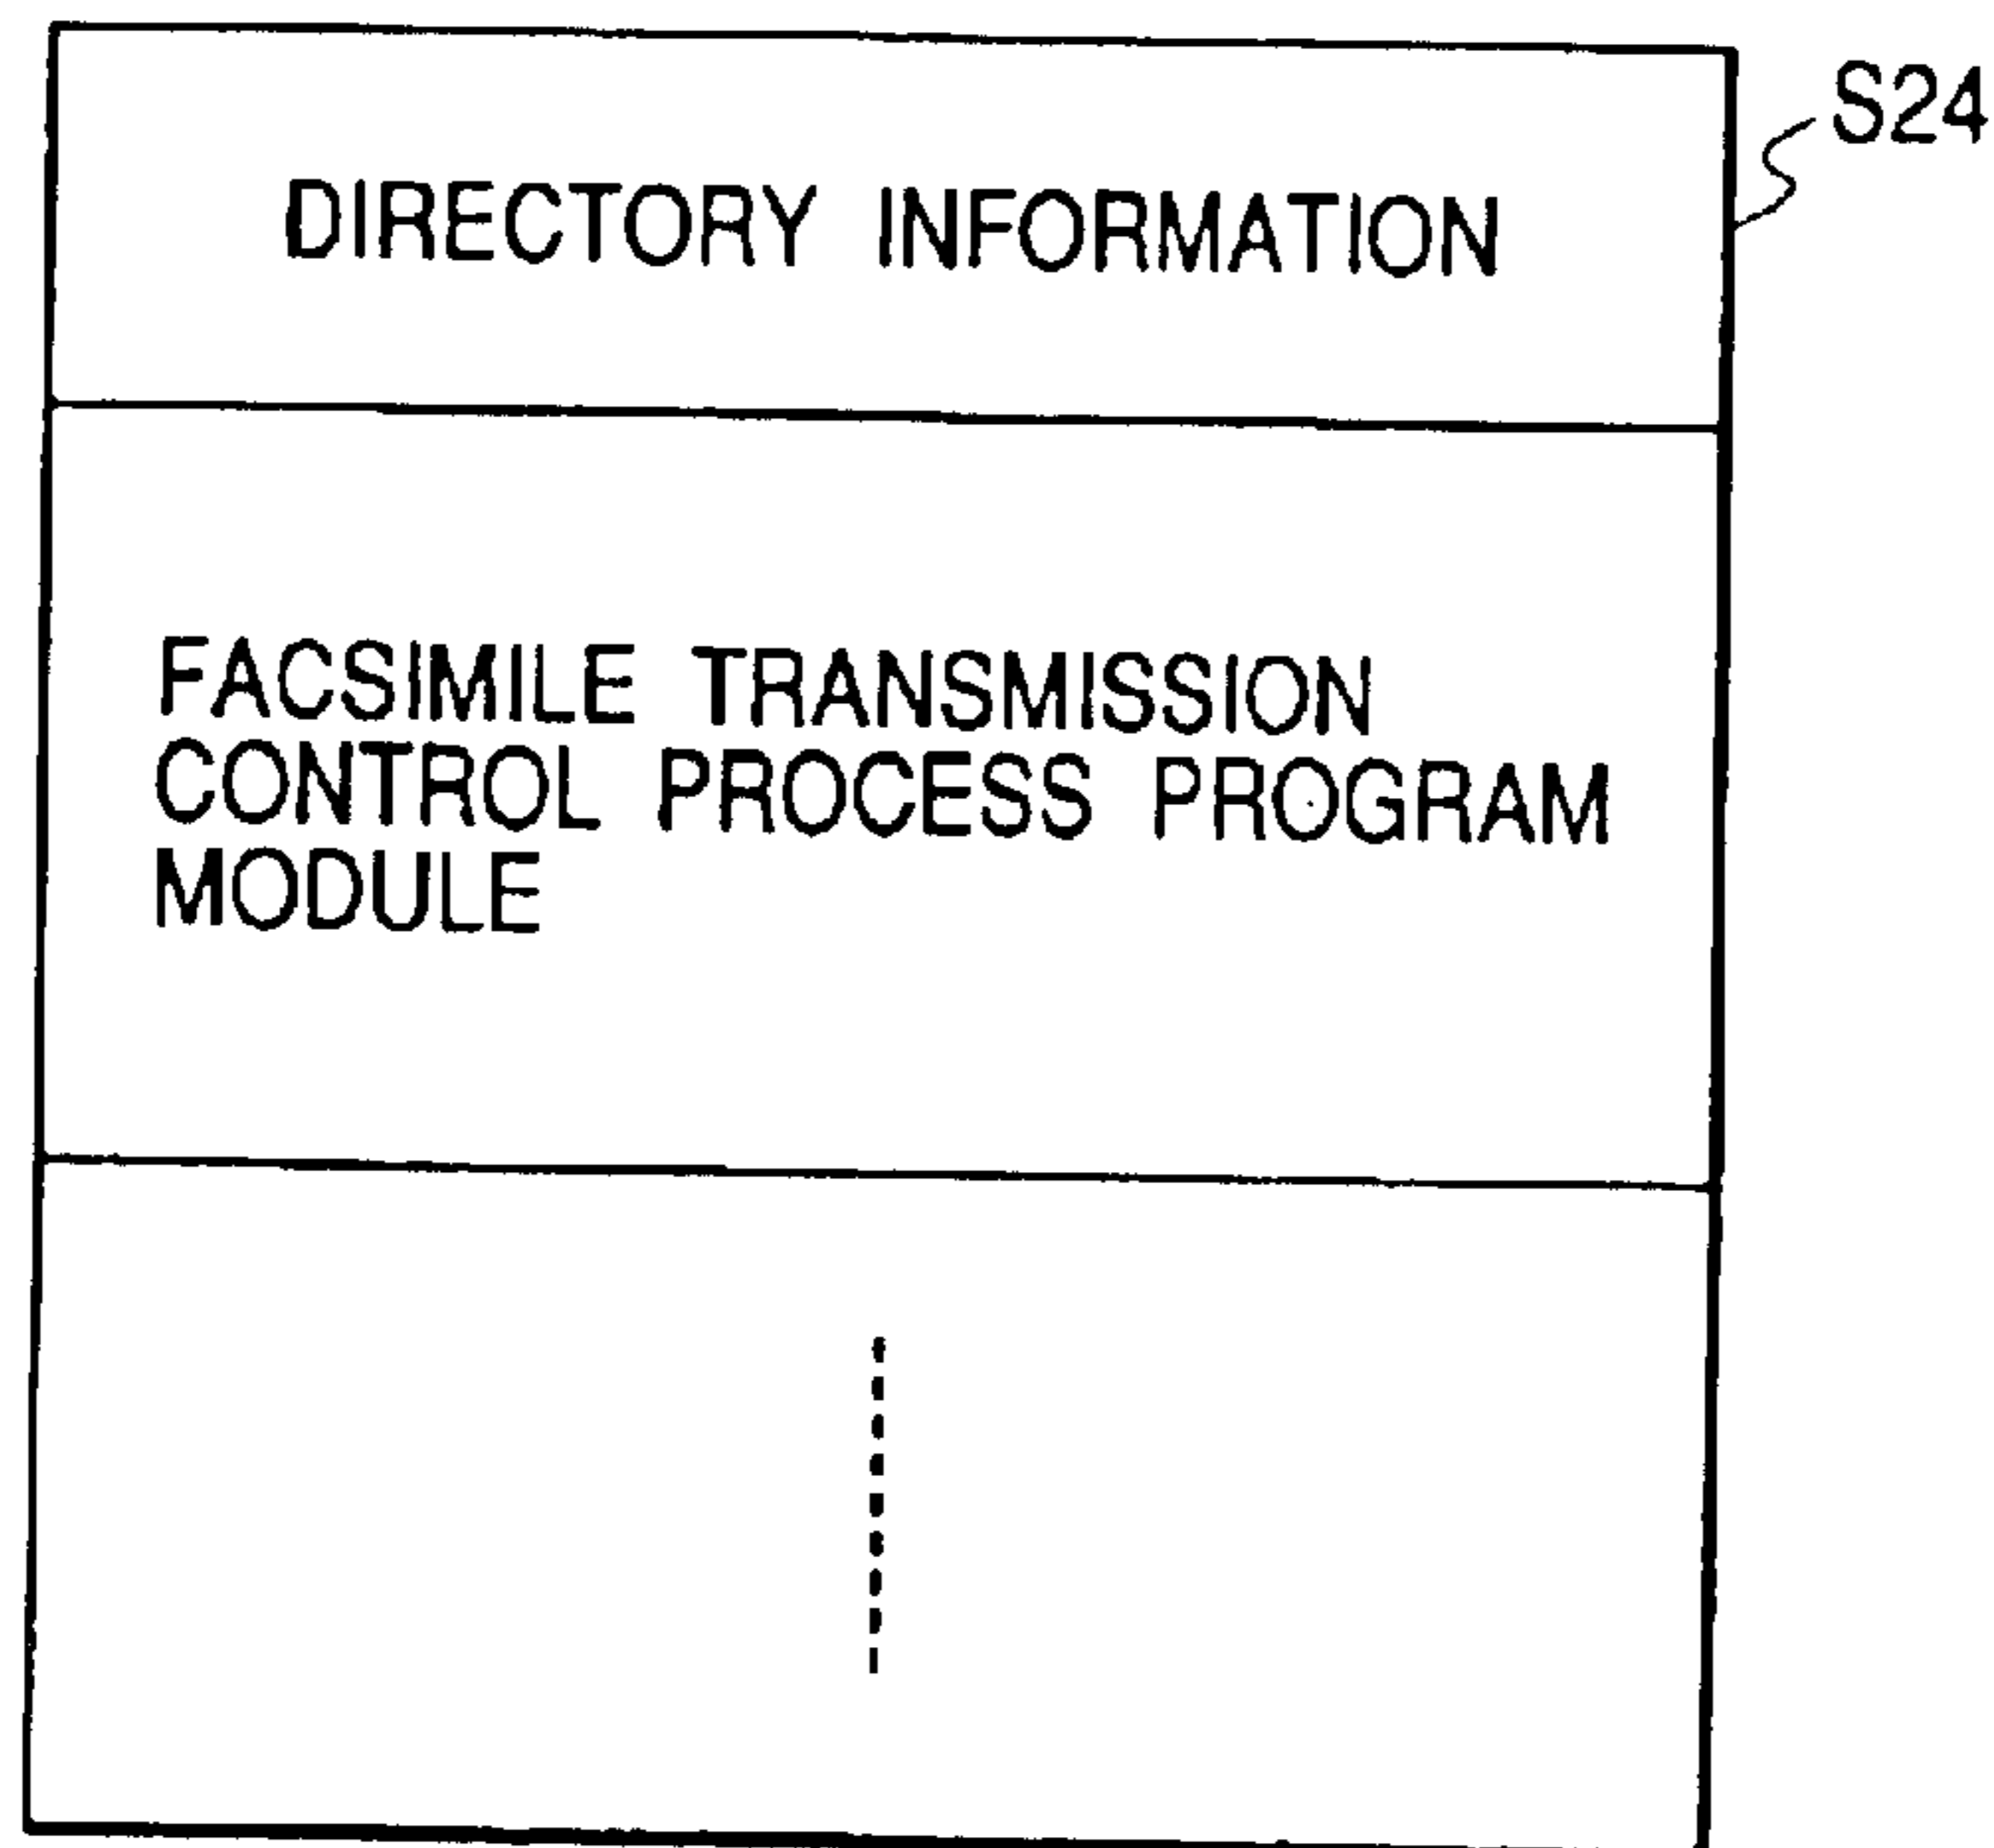 S24
DIRECTORY INFORMATION
FACSIMILE TRANSMISSION
CONTROL PROCESS PROGRAM
MODULE